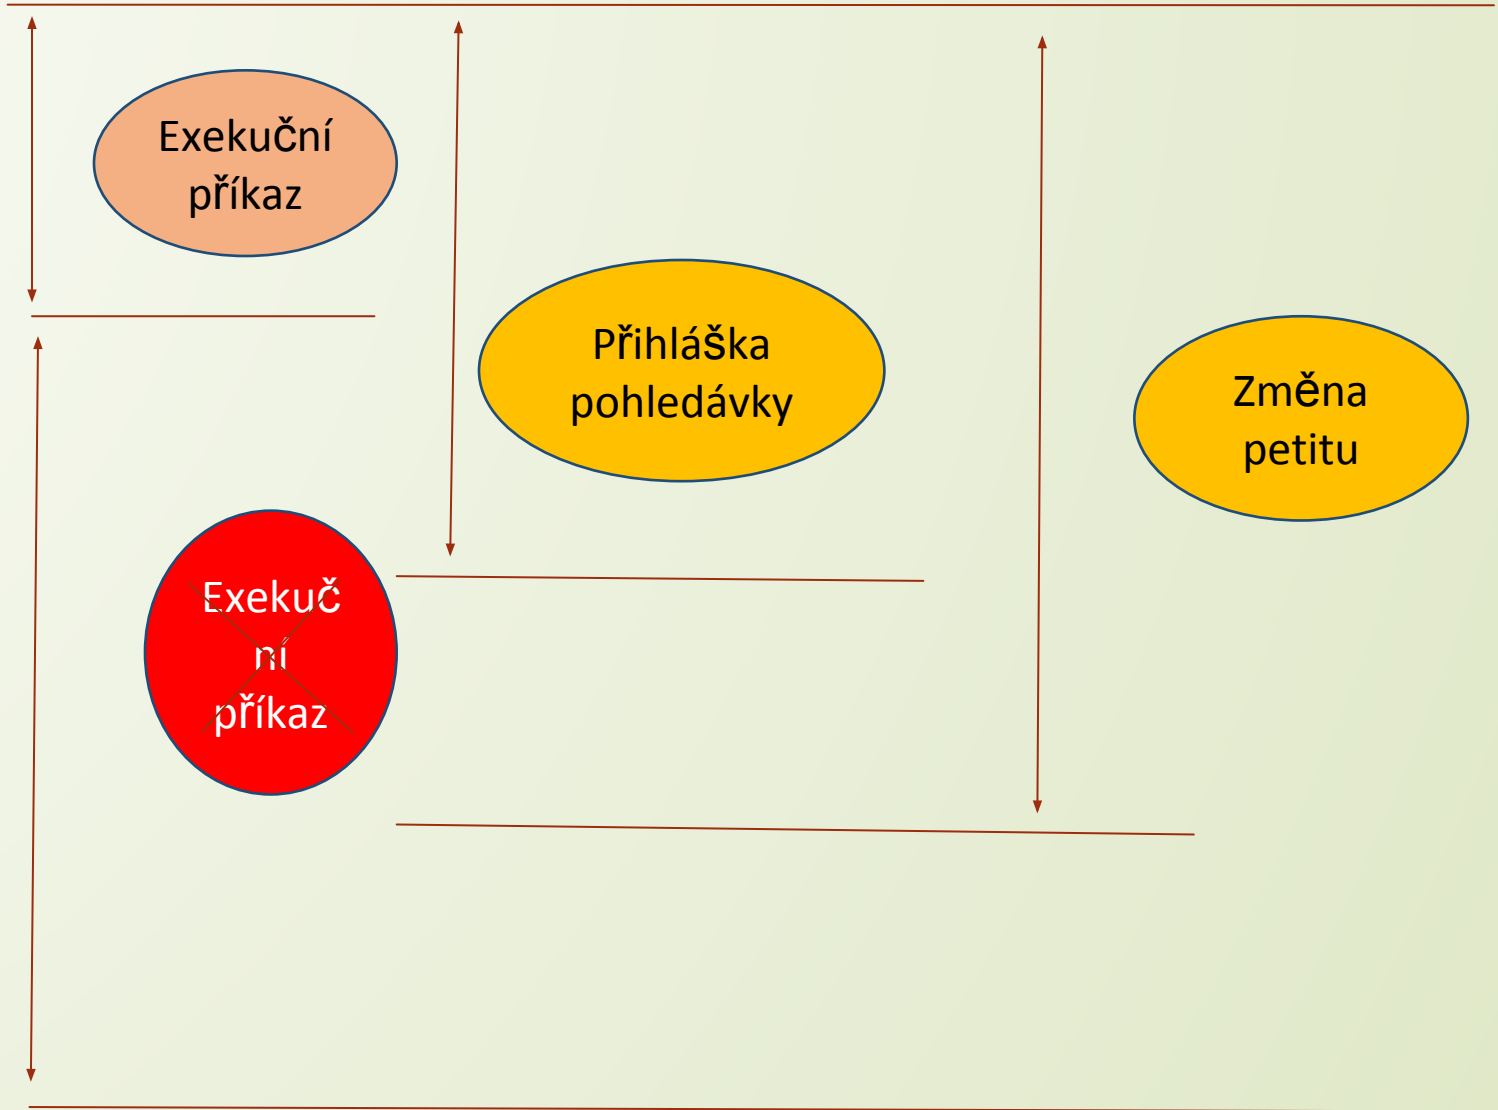 Exekuční
příkaz
Přihláška
pohledávky
Změna
petitu
Exekuč
ní
příkaz